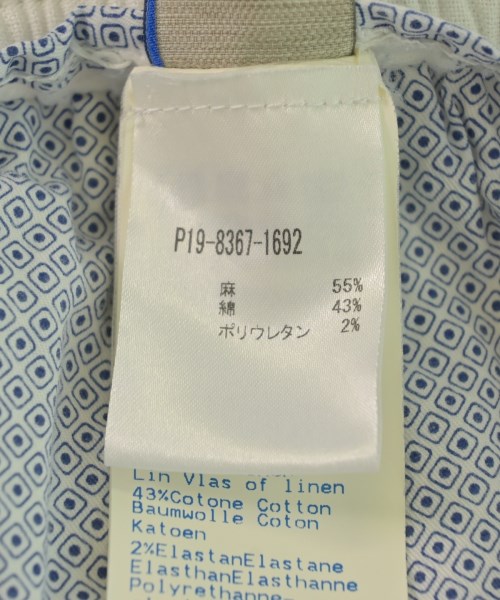 P19-8367-1692
麻 55%
綿 43%
ポリウレタン 2%
Lin Vlas of linen
43%Cotone Cotton
Baumwolle Coton
Katoen
2%ElastanElastane
ElasthanElasthanne
Polyrethanne-